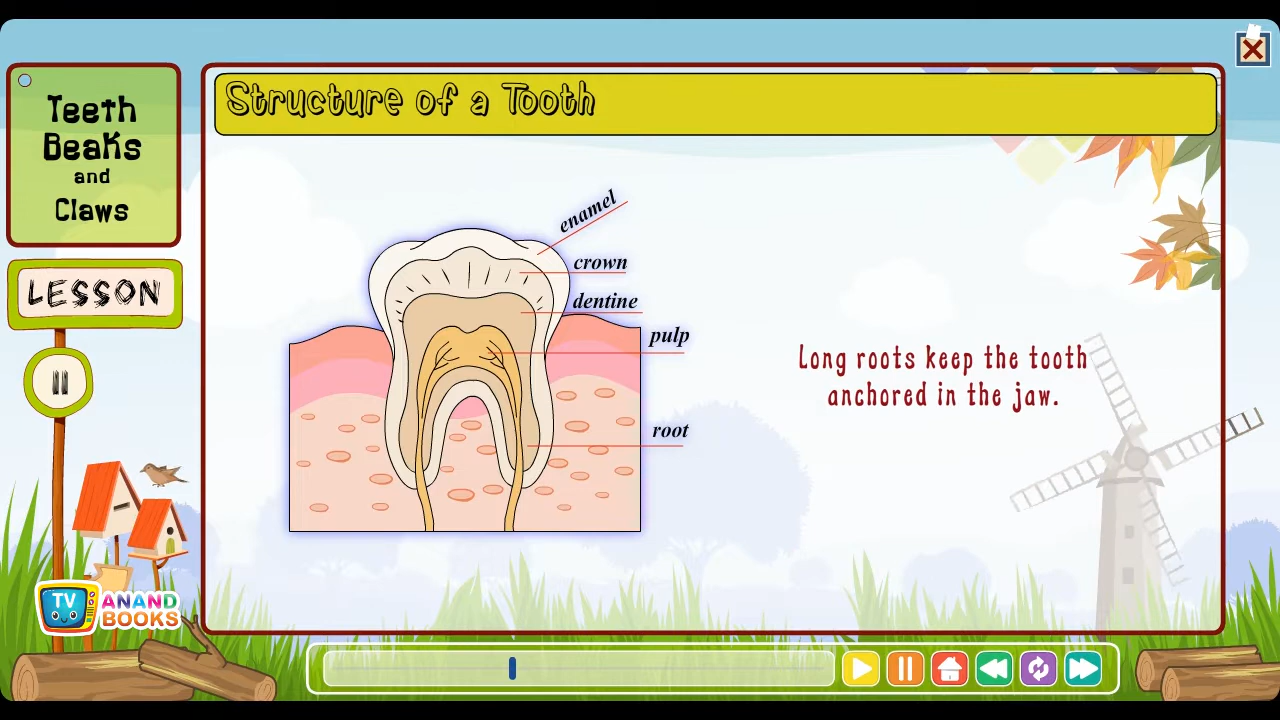 Structure of a Tooth
Teeth
Beaks
and
Claws
LESSON
11
enamel
crown
dentine
pulp
root
Long roots keep the tooth
anchored in the jaw.
TV
ANAND
BOOKS